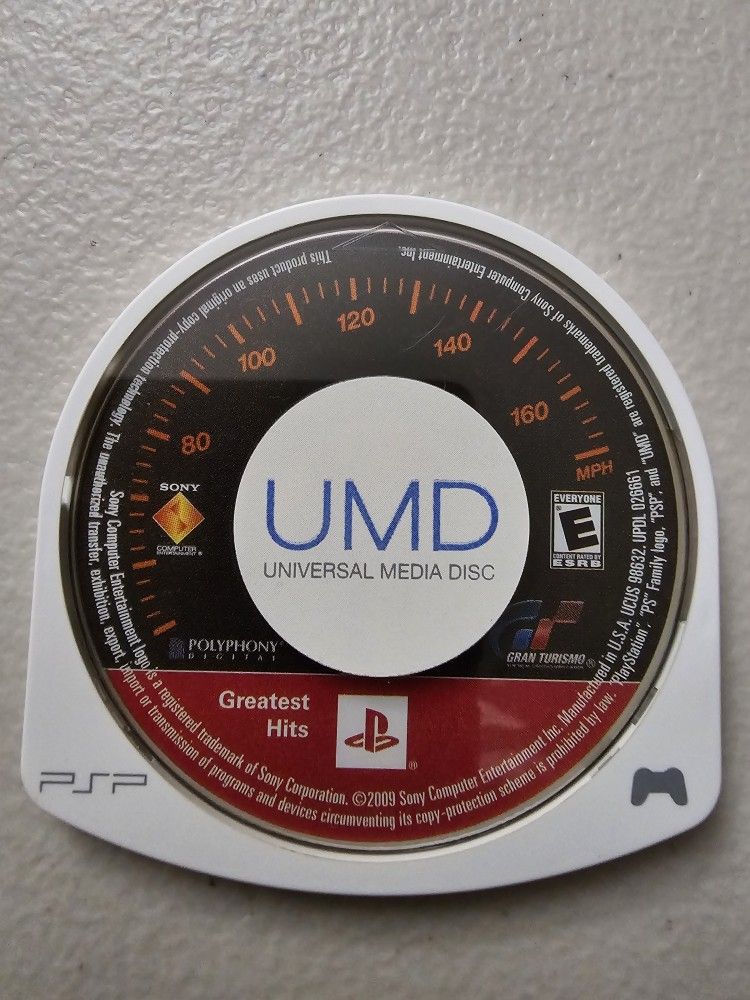 This product uses an original copy-protection technology. The unauthorized transfer, exhibition, export, import or transmission of programs and devices circumventing its copy-protection scheme is prohibited by law. "PlayStation", "PS" Family logo, "PSP", and "UMD" are registered trademarks of Sony Computer Entertainment Inc.
Sony Computer Entertainment logo is a registered trademark of Sony Corporation. ©2009 Sony Computer Entertainment Inc. Manufactured in U.S.A. UCUS 98632. UPDL 026661
80
100
120
140
160
MPH
SONY
COMPUTER
ENTERTAINMENT ®
UMD
UNIVERSAL MEDIA DISC
EVERYONE
E
CONTENT RATED BY
ESRB
POLYPHONY
DIGITAL
GRAN TURISMO ®
Greatest
Hits
®
PSP